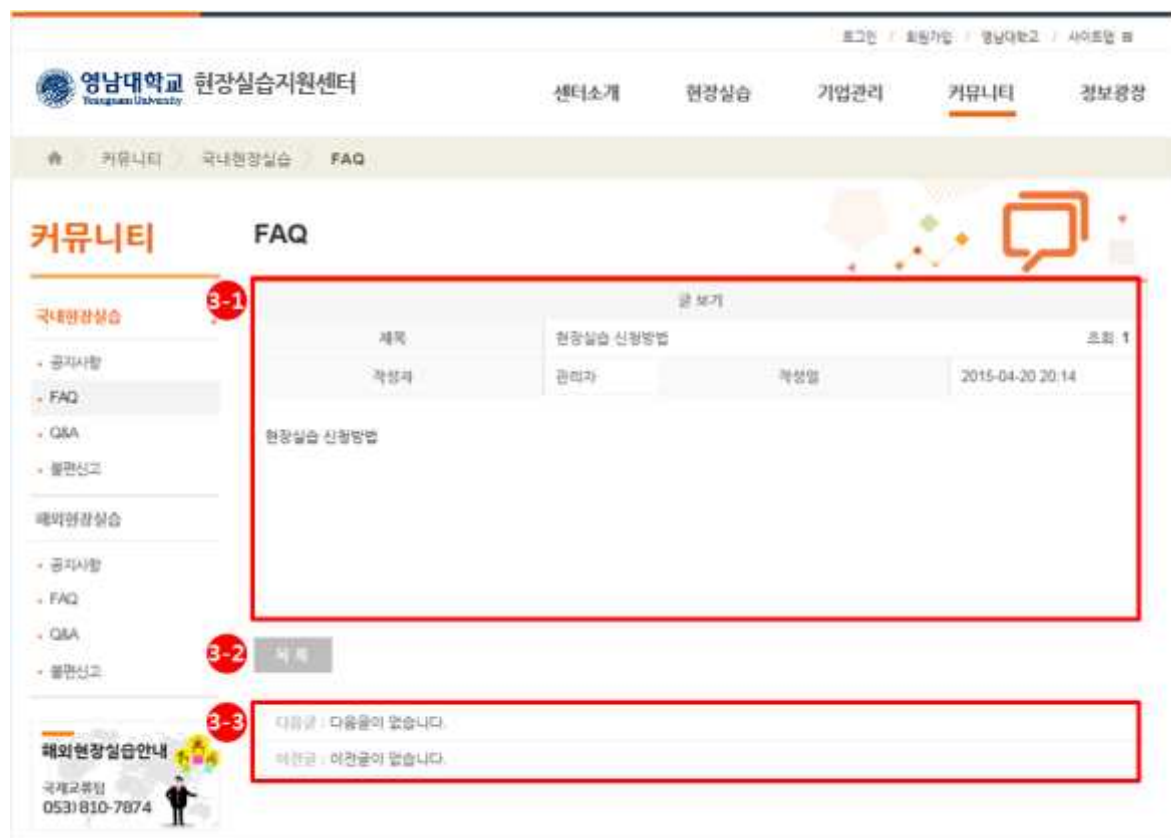 로그인 / 회원가입 / 영남대학교 / 사이트맵
영남대학교 현장실습지원센터
Yeungnam University
센터소개 현장실습 기업관리 커뮤니티 정보광장
커뮤니티 국내현장실습 FAQ
커뮤니티
FAQ
국내현장실습
공지사항
FAQ
Q&A
불편신고
해외현장실습
공지사항
FAQ
Q&A
불편신고
해외현장실습안내
국제교류팀
053)810-7874
3-1
글 보기
제목 현장실습 신청방법 조회 1
작성자 관리자 작성일 2015-04-20 20:14
현장실습 신청방법
3-2
목록
3-3
다음글 : 다음글이 없습니다.
이전글 : 이전글이 없습니다.